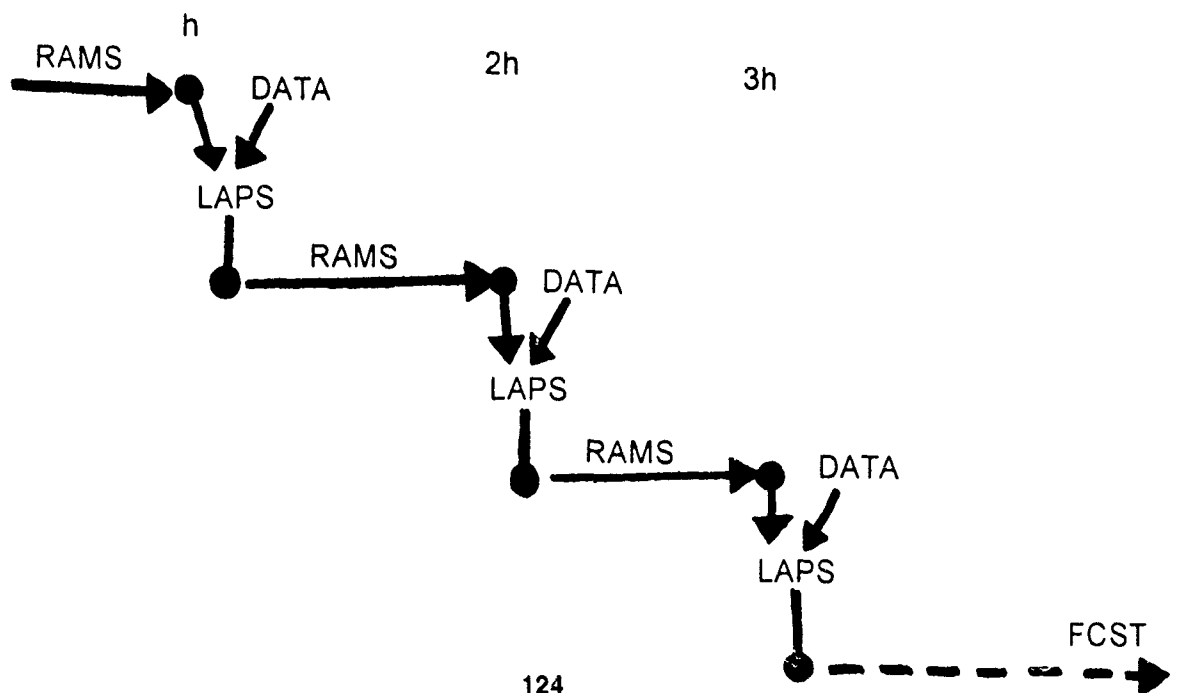 h
RAMS
2h
3h
DATA
LAPS
RAMS
DATA
LAPS
RAMS
DATA
LAPS
FCST
124